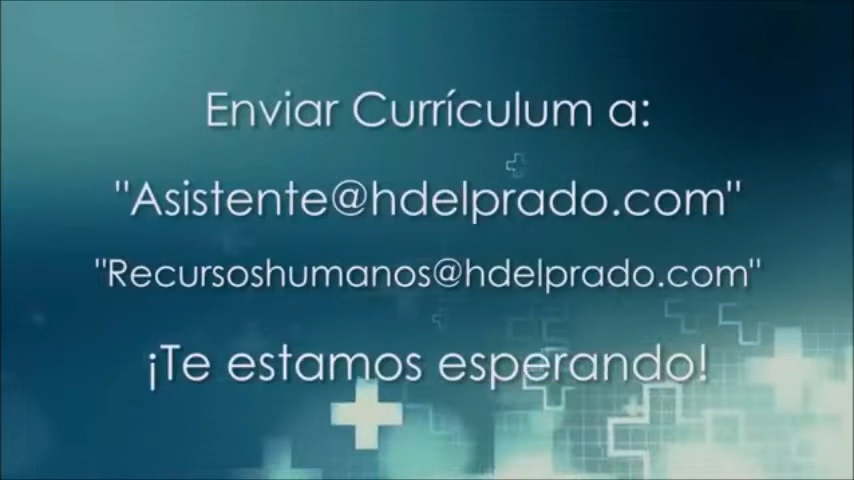 Enviar Currículum a:
"Asistente@hdelprado.com"
"Recursoshumanos@hdelprado.com"
¡Te estamos esperando!